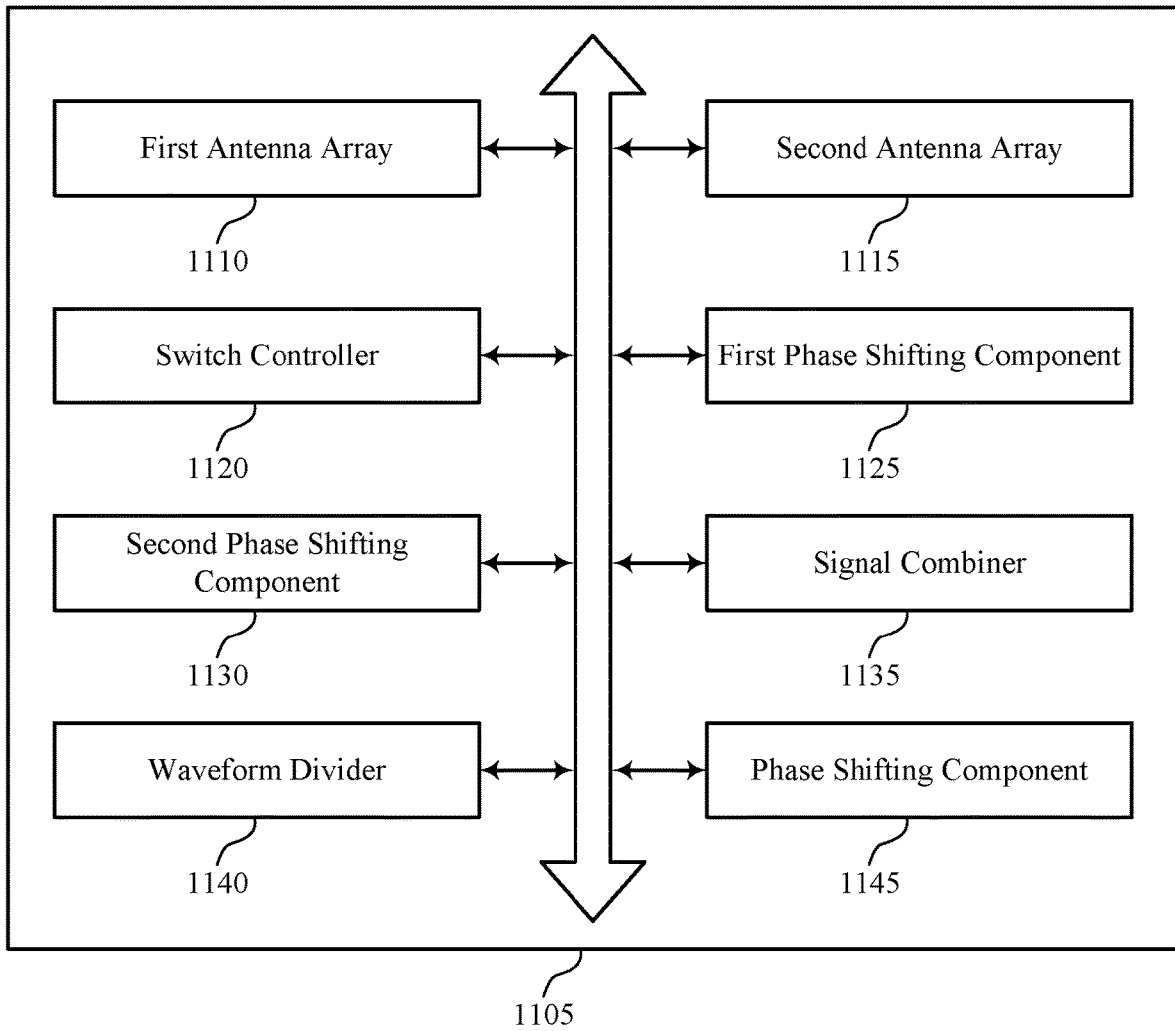 First Antenna Array
Second Antenna Array
1110
1115
Switch Controller
First Phase Shifting Component
1120
1125
Second Phase Shifting
Component
Signal Combiner
1130
1135
Waveform Divider
Phase Shifting Component
1140
1145
1105